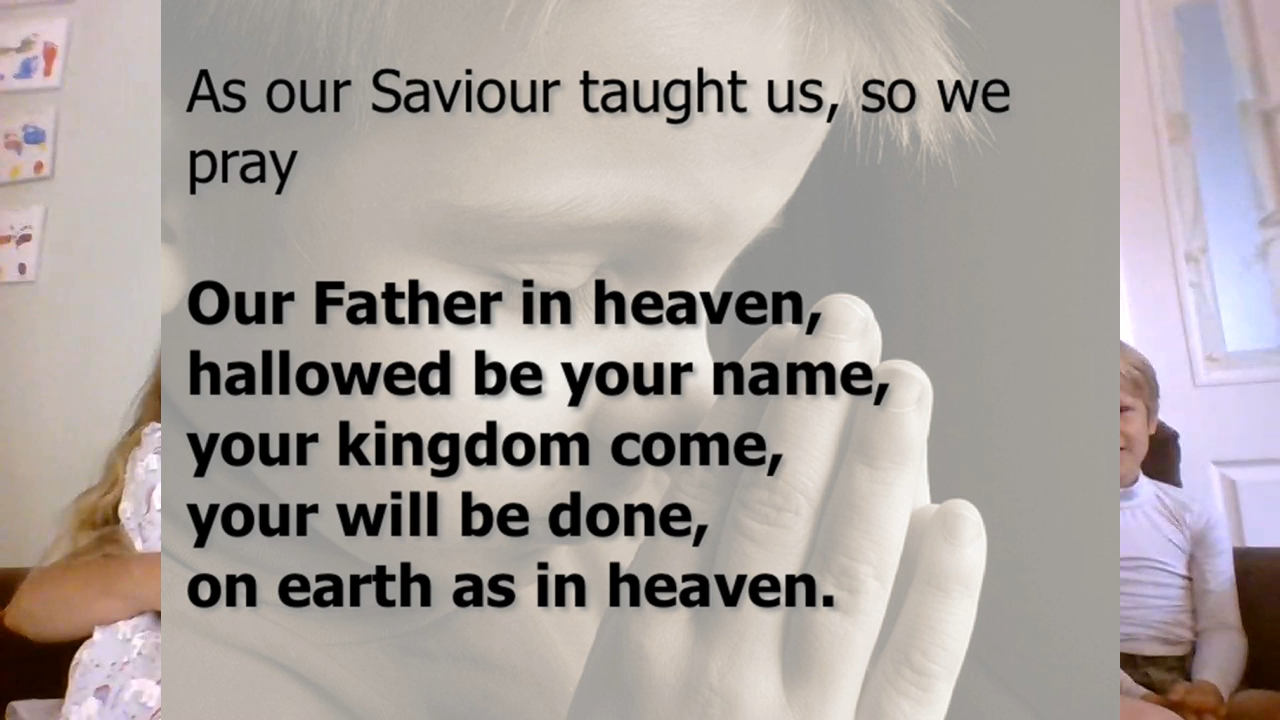 As our Saviour taught us, so we
pray
Our Father in heaven,
hallowed be your name,
your kingdom come,
your will be done,
on earth as in heaven.